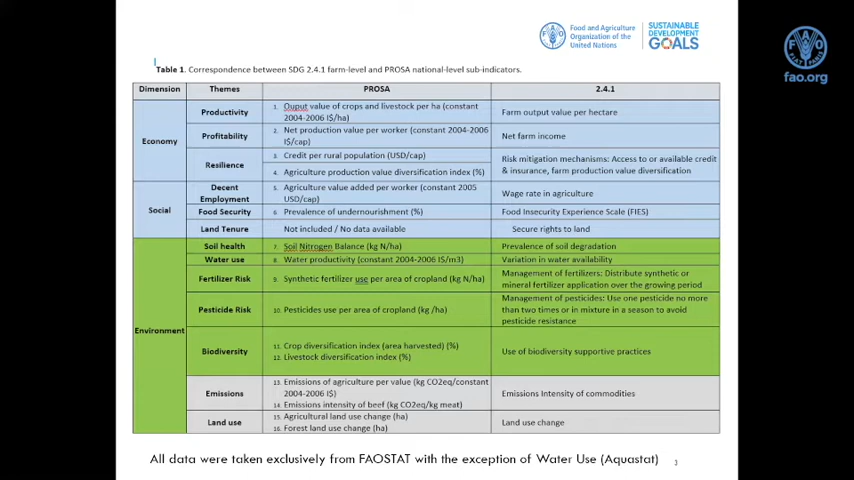 Food and Agriculture
Organization of the
United Nations
SUSTAINABLE
DEVELOPMENT
GOALS
fao.org
Table 1. Correspondence between SDG 2.4.1 farm-level and PROSA national-level sub-indicators.
Dimension Themes PROSA 2.4.1
Economy
Productivity
1. Ouput value of crops and livestock per ha (constant
2004-2006 I$/ha)
Farm output value per hectare
Profitability
2. Net production value per worker (constant 2004-2006
I$/cap)
Net farm income
Resilience
3. Credit per rural population (USD/cap)
4. Agriculture production value diversification index (%)
Risk mitigation mechanisms: Access to or available credit
& insurance, farm production value diversification
Social
Decent
Employment
5. Agriculture value added per worker (constant 2005
USD/cap)
Wage rate in agriculture
Food Security
6. Prevalence of undernourishment (%)
Food Insecurity Experience Scale (FIES)
Land Tenure
Not included / No data available
Secure rights to land
Environment
Soil health
7. Soil Nitrogen Balance (kg N/ha)
Prevalence of soil degradation
Water use
8. Water productivity (constant 2004-2006 I$/m3)
Variation in water availability
Fertilizer Risk
9. Synthetic fertilizer use per area of cropland (kg N/ha)
Management of fertilizers: Distribute synthetic or
mineral fertilizer application over the growing period
Pesticide Risk
10. Pesticides use per area of cropland (kg /ha)
Management of pesticides: Use one pesticide no more
than two times or in mixture in a season to avoid
pesticide resistance
Biodiversity
11. Crop diversification index (area harvested) (%)
12. Livestock diversification index (%)
Use of biodiversity supportive practices
Emissions
13. Emissions of agriculture per value (kg CO2eq/constant
2004-2006 I$)
14. Emissions intensity of beef (kg CO2eq/kg meat)
Emissions Intensity of commodities
Land use
15. Agricultural land use change (ha)
16. Forest land use change (ha)
Land use change
All data were taken exclusively from FAOSTAT with the exception of Water Use (Aquastat)
3